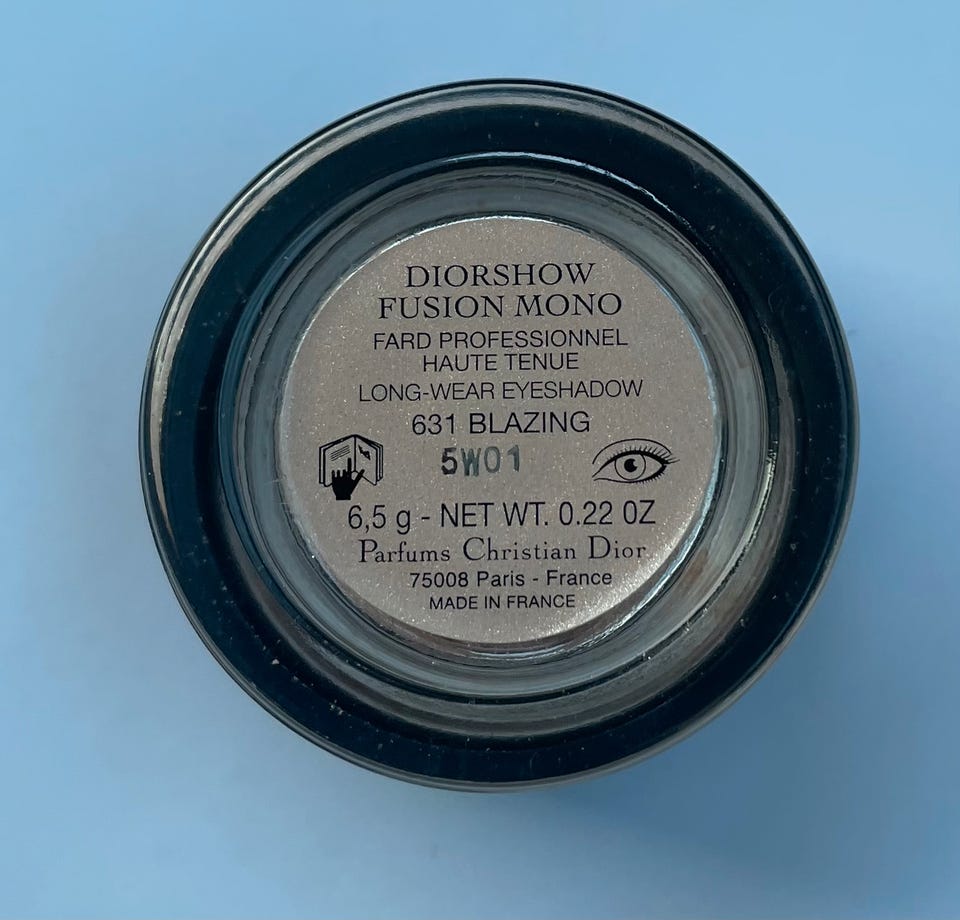 DIORSHOW
FUSION MONO
FARD PROFESSIONNEL
HAUTE TENUE
LONG-WEAR EYESHADOW
631 BLAZING
5W01
6,5 g - NET WT. 0.22 OZ
Parfums Christian Dior
75008 Paris - France
MADE IN FRANCE